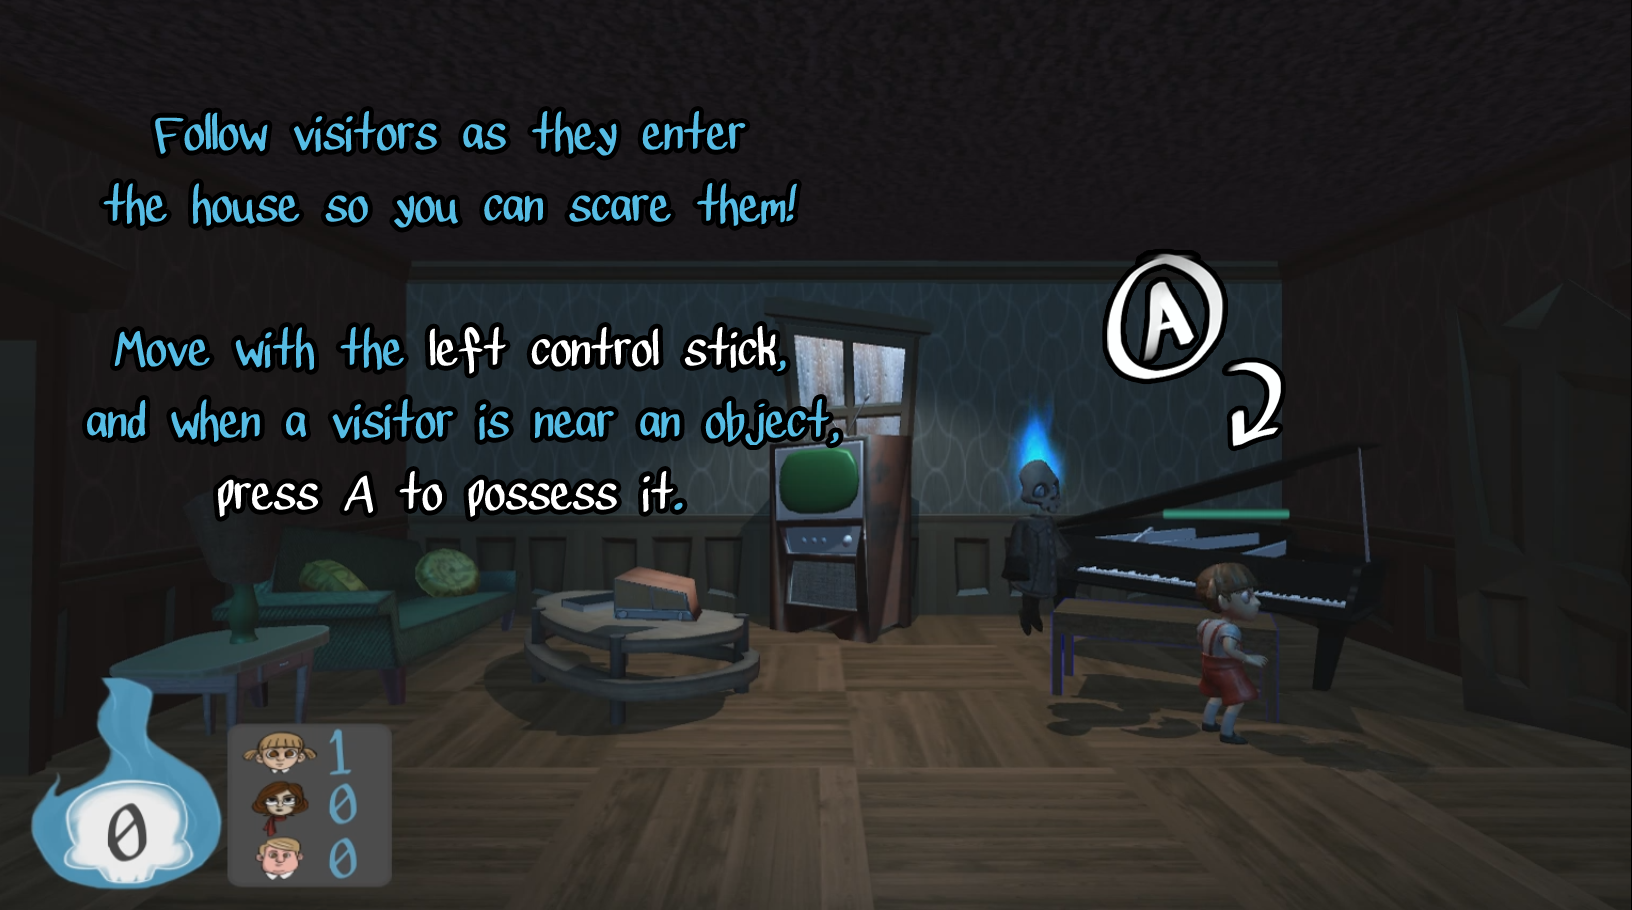 Follow visitors as they enter
the house so you can scare them!
Move with the left control stick,
and when a visitor is near an object,
press A to possess it.
A
0
1
0
0